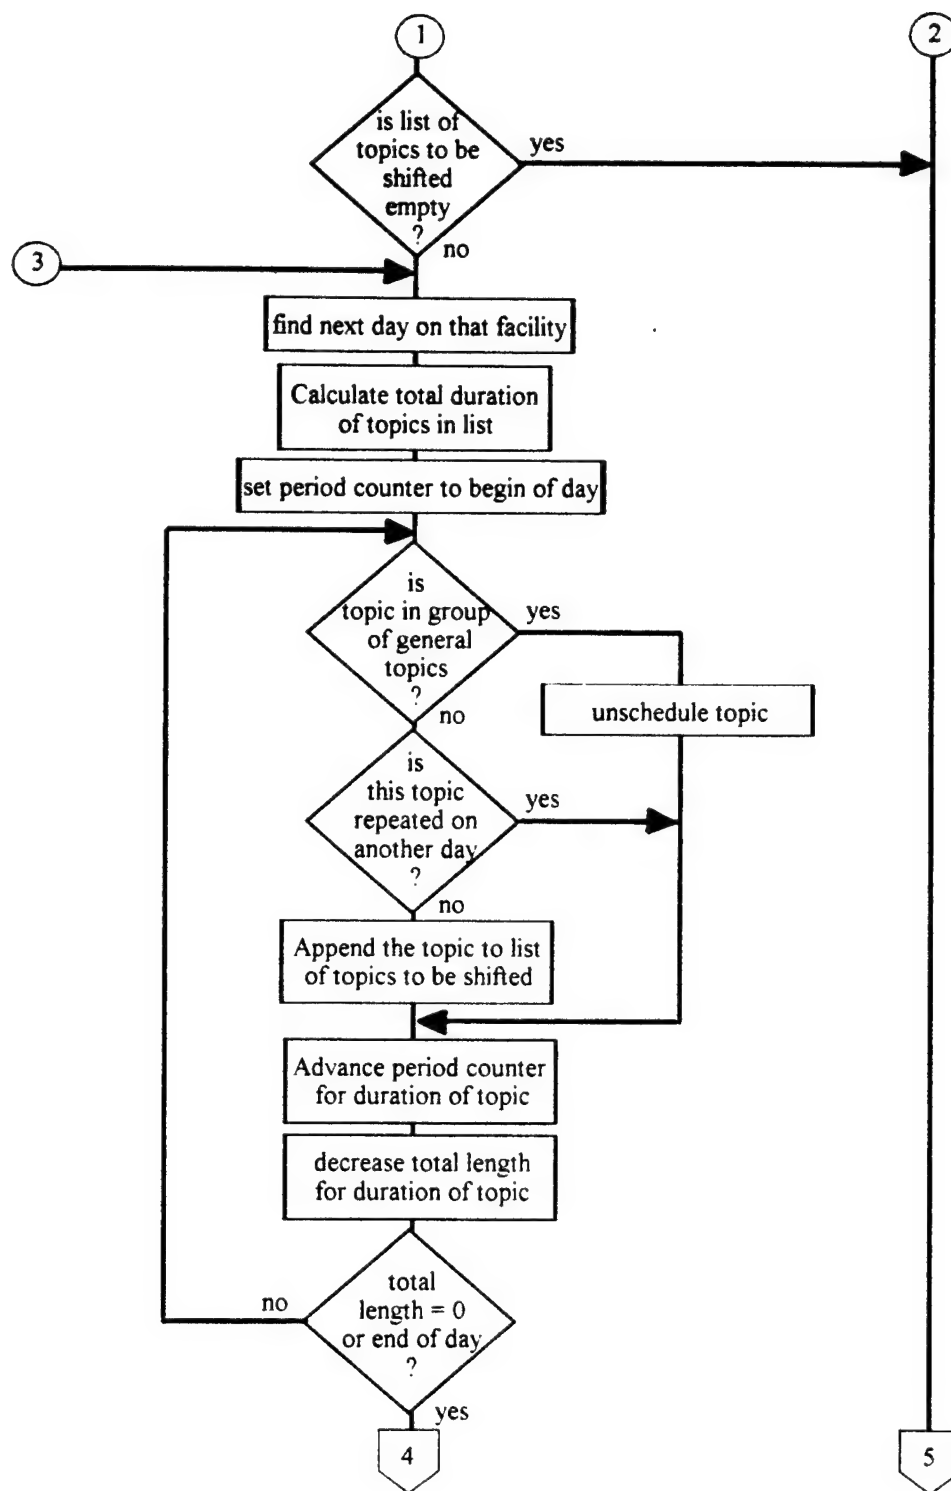 1
2
is list of
topics to be
shifted
empty
?
yes
no
3
find next day on that facility
Calculate total duration
of topics in list
set period counter to begin of day
is
topic in group
of general
topics
?
yes
no
unschedule topic
is
this topic
repeated on
another day
?
yes
no
Append the topic to list
of topics to be shifted
Advance period counter
for duration of topic
decrease total length
for duration of topic
total
length = 0
or end of day
?
no
yes
4
5